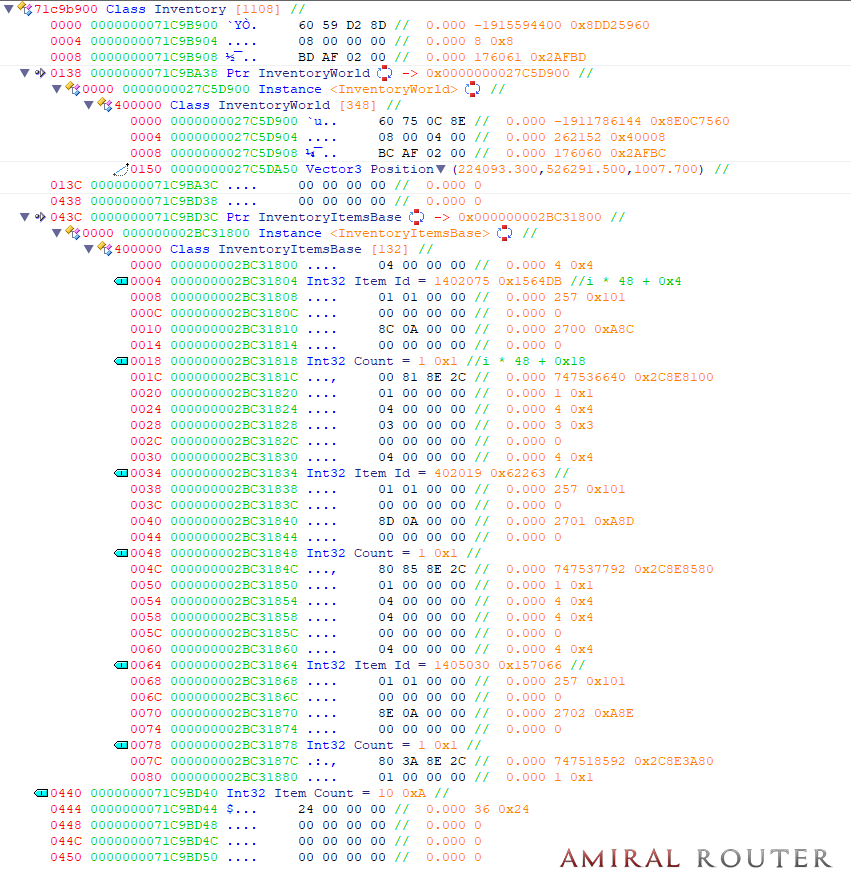 71c9b900 Class Inventory [1108] //
0000 0000000071C9B900 `YÒ. 60 59 D2 8D // 0.000 -1915594400 0x8DD25960
0004 0000000071C9B904 .... 08 00 00 00 // 0.000 8 0x8
0008 0000000071C9B908 ½¯.. BD AF 02 00 // 0.000 176061 0x2AFBD
0138 0000000071C9BA38 Ptr InventoryWorld -> 0x0000000027C5D900 //
0000 0000000027C5D900 Instance <InventoryWorld> //
400000 Class InventoryWorld [348] //
0000 0000000027C5D900 `u.. 60 75 0C 8E // 0.000 -1911786144 0x8E0C7560
0004 0000000027C5D904 .... 08 00 04 00 // 0.000 262152 0x40008
0008 0000000027C5D908 ¼¯.. BC AF 02 00 // 0.000 176060 0x2AFBC
0150 0000000027C5DA50 Vector3 Position (224093.300,526291.500,1007.700) //
013C 0000000071C9BA3C .... 00 00 00 00 // 0.000 0
0438 0000000071C9BD38 .... 00 00 00 00 // 0.000 0
043C 0000000071C9BD3C Ptr InventoryItemsBase -> 0x000000002BC31800 //
0000 000000002BC31800 Instance <InventoryItemsBase> //
400000 Class InventoryItemsBase [132] //
0000 000000002BC31800 .... 04 00 00 00 // 0.000 4 0x4
0004 000000002BC31804 Int32 Item Id = 1402075 0x1564DB //i * 48 + 0x4
0008 000000002BC31808 .... 01 01 00 00 // 0.000 257 0x101
000C 000000002BC3180C .... 00 00 00 00 // 0.000 0
0010 000000002BC31810 .... 8C 0A 00 00 // 0.000 2700 0xA8C
0014 000000002BC31814 .... 00 00 00 00 // 0.000 0
0018 000000002BC31818 Int32 Count = 1 0x1 //i * 48 + 0x18
001C 000000002BC3181C ..., 00 81 8E 2C // 0.000 747536640 0x2C8E8100
0020 000000002BC31820 .... 01 00 00 00 // 0.000 1 0x1
0024 000000002BC31824 .... 04 00 00 00 // 0.000 4 0x4
0028 000000002BC31828 .... 03 00 00 00 // 0.000 3 0x3
002C 000000002BC3182C .... 00 00 00 00 // 0.000 0
0030 000000002BC31830 .... 04 00 00 00 // 0.000 4 0x4
0034 000000002BC31834 Int32 Item Id = 402019 0x62263 //
0038 000000002BC31838 .... 01 01 00 00 // 0.000 257 0x101
003C 000000002BC3183C .... 00 00 00 00 // 0.000 0
0040 000000002BC31840 .... 8D 0A 00 00 // 0.000 2701 0xA8D
0044 000000002BC31844 .... 00 00 00 00 // 0.000 0
0048 000000002BC31848 Int32 Count = 1 0x1 //
004C 000000002BC3184C ..., 80 85 8E 2C // 0.000 747537792 0x2C8E8580
0050 000000002BC31850 .... 01 00 00 00 // 0.000 1 0x1
0054 000000002BC31854 .... 04 00 00 00 // 0.000 4 0x4
0058 000000002BC31858 .... 04 00 00 00 // 0.000 4 0x4
005C 000000002BC3185C .... 00 00 00 00 // 0.000 0
0060 000000002BC31860 .... 04 00 00 00 // 0.000 4 0x4
0064 000000002BC31864 Int32 Item Id = 1405030 0x157066 //
0068 000000002BC31868 .... 01 01 00 00 // 0.000 257 0x101
006C 000000002BC3186C .... 00 00 00 00 // 0.000 0
0070 000000002BC31870 .... 8E 0A 00 00 // 0.000 2702 0xA8E
0074 000000002BC31874 .... 00 00 00 00 // 0.000 0
0078 000000002BC31878 Int32 Count = 1 0x1 //
007C 000000002BC3187C .:., 80 3A 8E 2C // 0.000 747518592 0x2C8E3A80
0080 000000002BC31880 .... 01 00 00 00 // 0.000 1 0x1
0440 0000000071C9BD40 Int32 Item Count = 10 0xA //
0444 0000000071C9BD44 $... 24 00 00 00 // 0.000 36 0x24
0448 0000000071C9BD48 .... 00 00 00 00 // 0.000 0
044C 0000000071C9BD4C .... 00 00 00 00 // 0.000 0
0450 0000000071C9BD50 .... 00 00 00 00 // 0.000 0
AMIRAL ROUTER